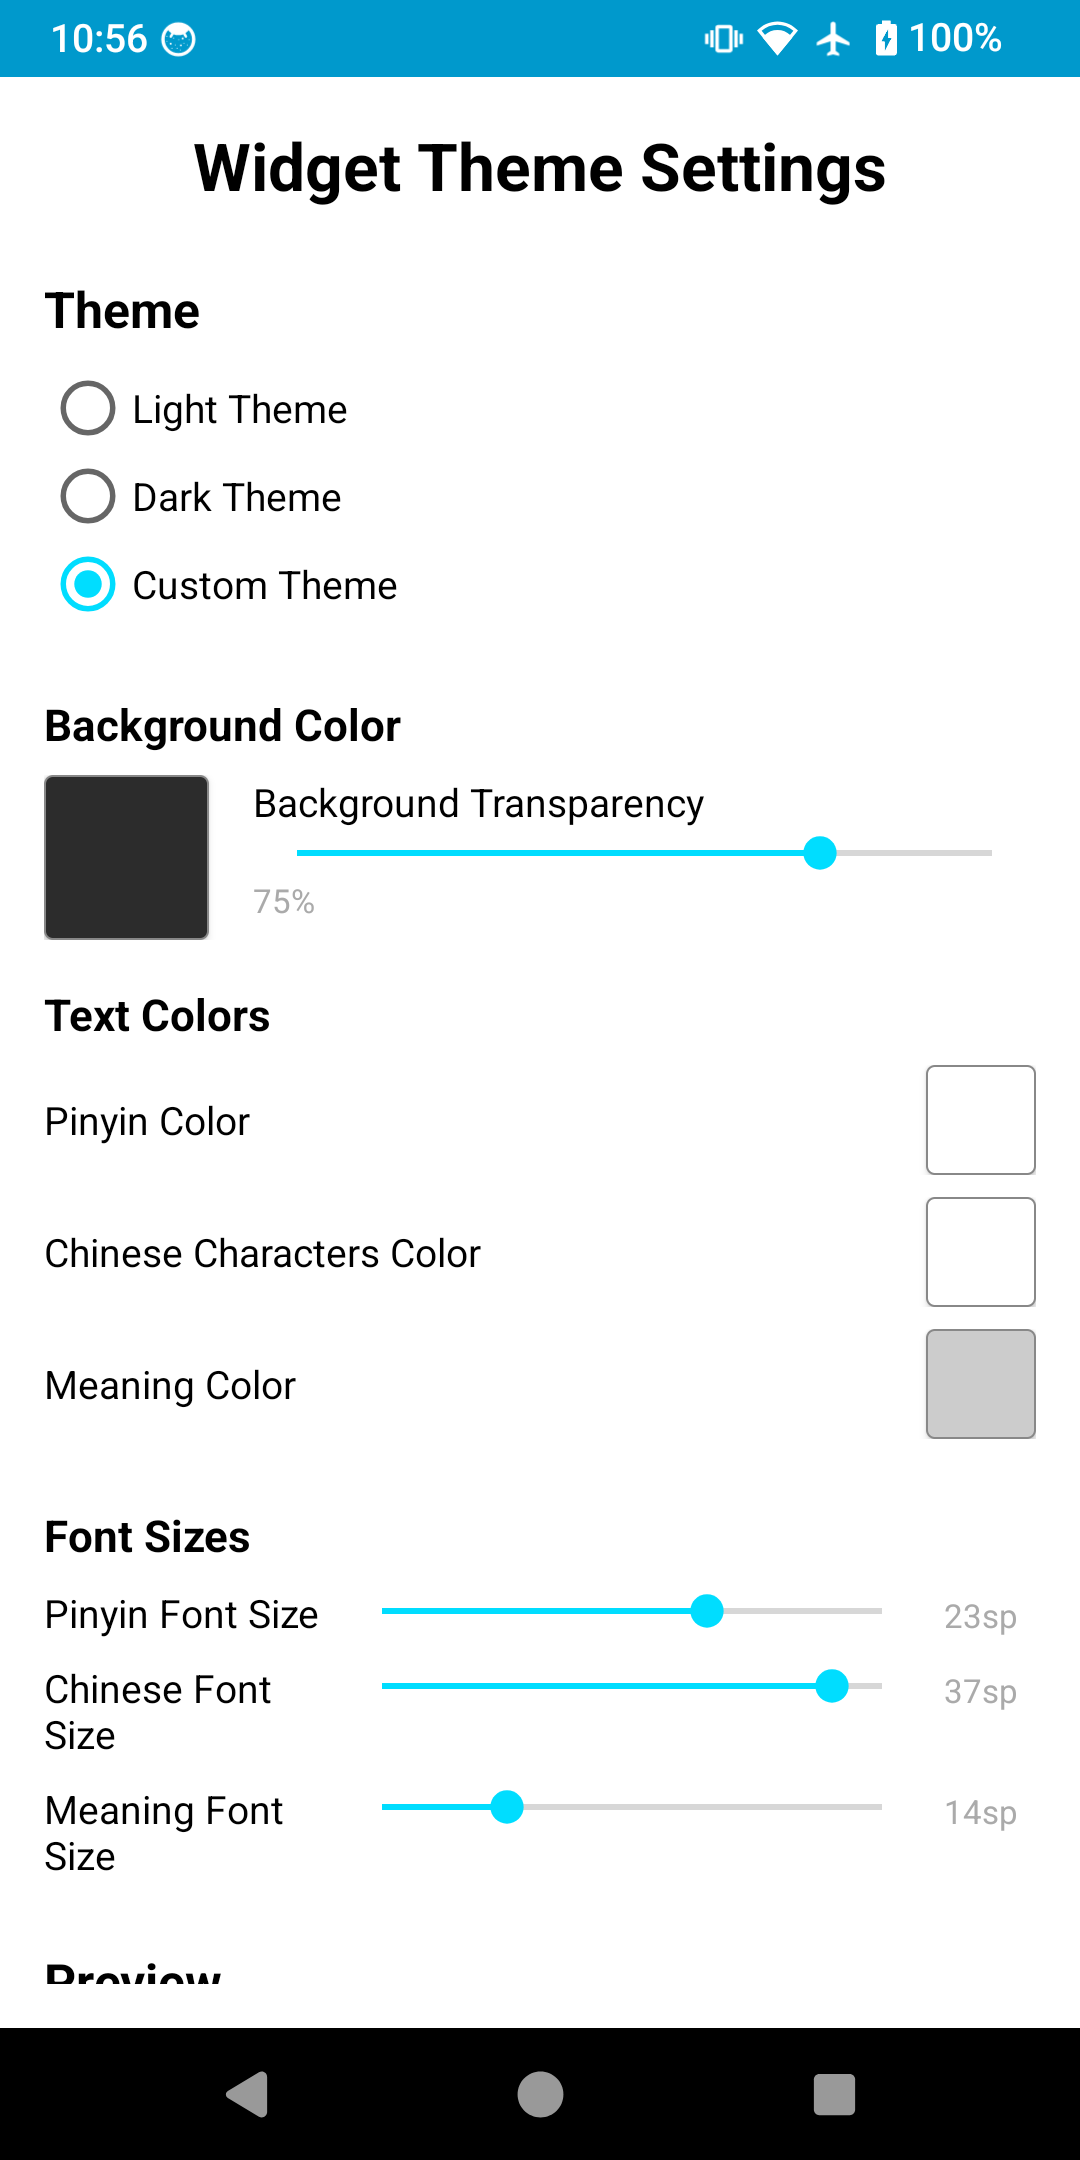 10:56 100%
Widget Theme Settings
Theme
Light Theme
Dark Theme
Custom Theme
Background Color
Background Transparency
75%
Text Colors
Pinyin Color
Chinese Characters Color
Meaning Color
Font Sizes
Pinyin Font Size 23sp
Chinese Font
Size
37sp
Meaning Font
Size
14sp
Preview